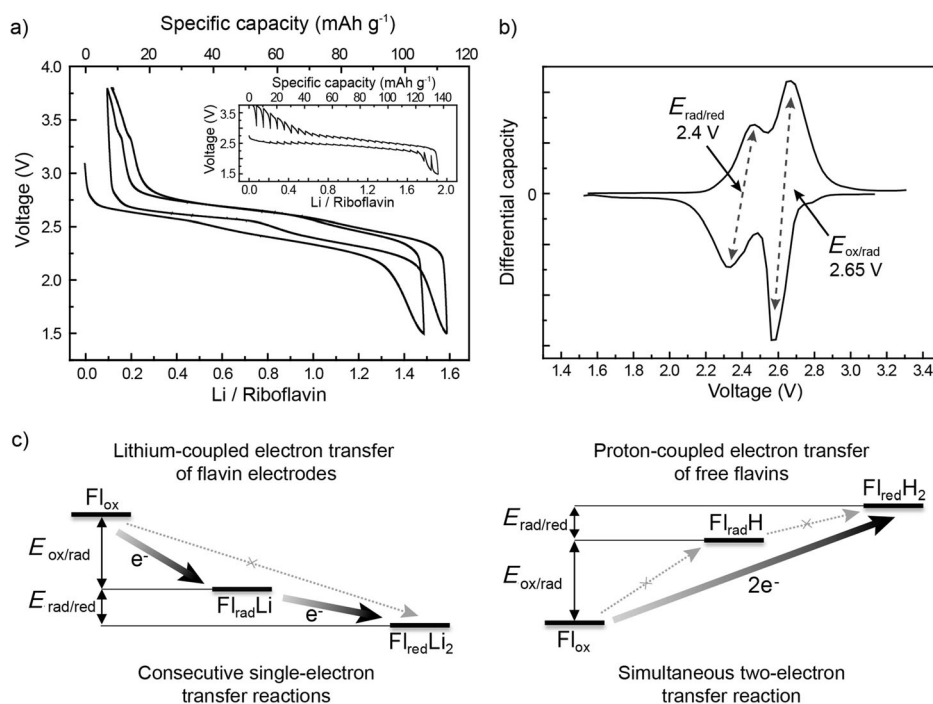 a)
Specific capacity (mAh g⁻¹)
0 20 40 60 80 100 120
4.0
3.5
3.0
2.5
2.0
1.5
Voltage (V)
0.0 0.2 0.4 0.6 0.8 1.0 1.2 1.4 1.6
Li / Riboflavin
Specific capacity (mAh g⁻¹)
0 20 40 60 80 100 120 140
3.5
2.5
1.5
Voltage (V)
0.0 0.4 0.8 1.2 1.6 2.0
Li / Riboflavin
b)
Differential capacity
0
E rad/red
2.4 V
E ox/rad
2.65 V
1.4 1.6 1.8 2.0 2.2 2.4 2.6 2.8 3.0 3.2 3.4
Voltage (V)
c)
Lithium-coupled electron transfer
of flavin electrodes
Fl ox
E ox/rad
e⁻
E rad/red
Fl radLi
e⁻
Fl redLi₂
Consecutive single-electron
transfer reactions
Proton-coupled electron transfer
of free flavins
Fl redH₂
E rad/red
Fl radH
E ox/rad
2e⁻
Fl ox
Simultaneous two-electron
transfer reaction